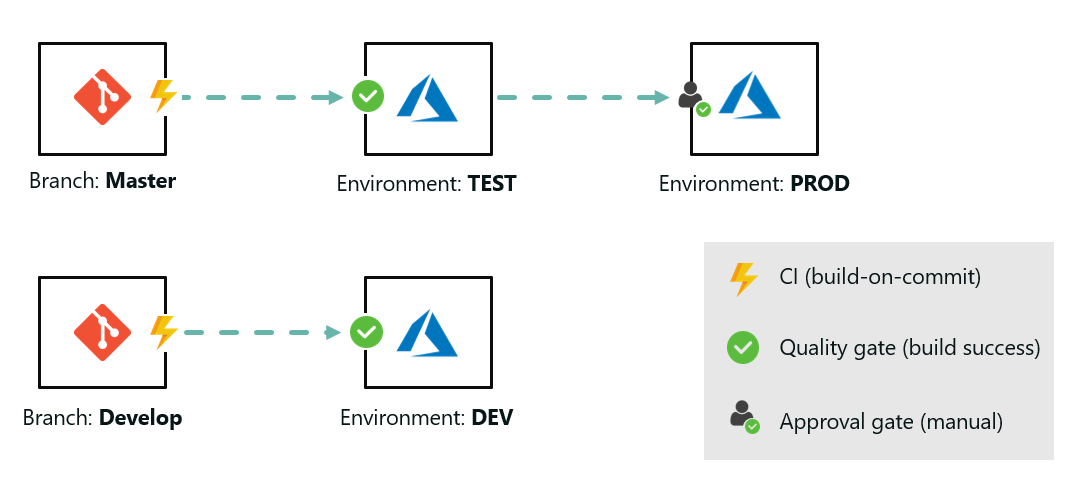 Branch: Master
Environment: TEST
Environment: PROD
Branch: Develop
Environment: DEV
CI (build-on-commit)
Quality gate (build success)
Approval gate (manual)